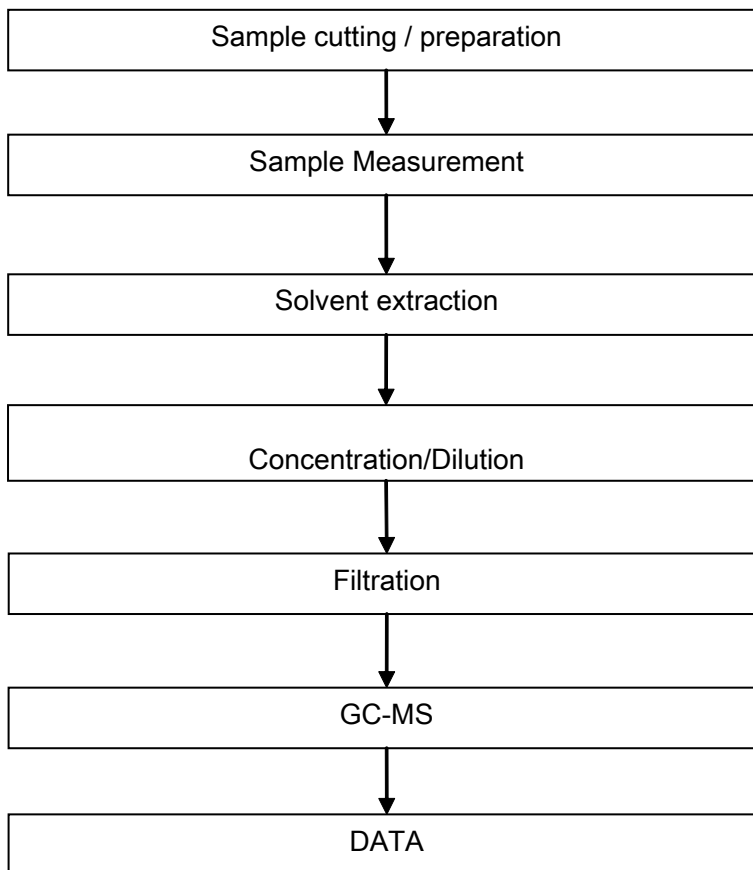 Sample cutting / preparation
Sample Measurement
Solvent extraction
Concentration/Dilution
Filtration
GC-MS
DATA